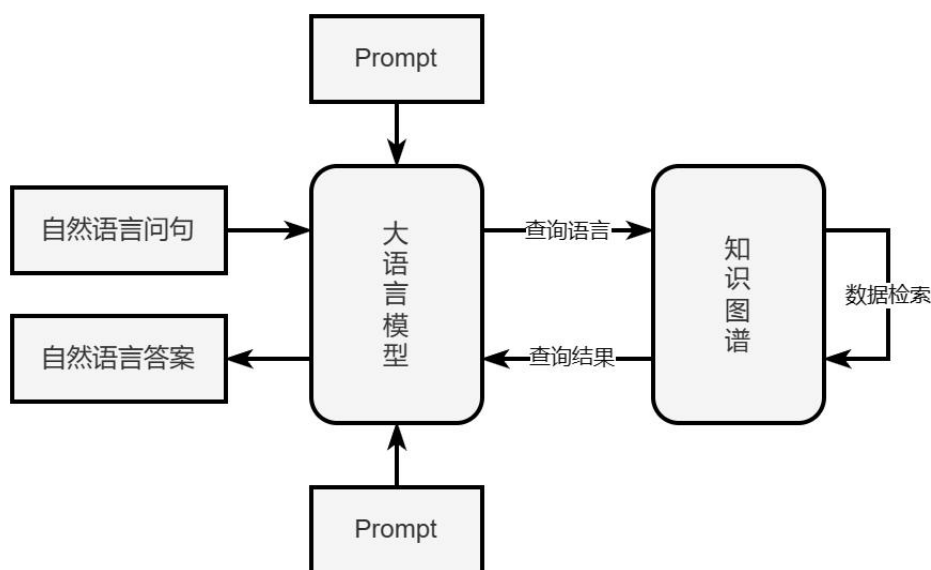 Prompt
自然语言问句
大语言模型
查询语言
知识图谱
数据检索
自然语言答案
查询结果
Prompt